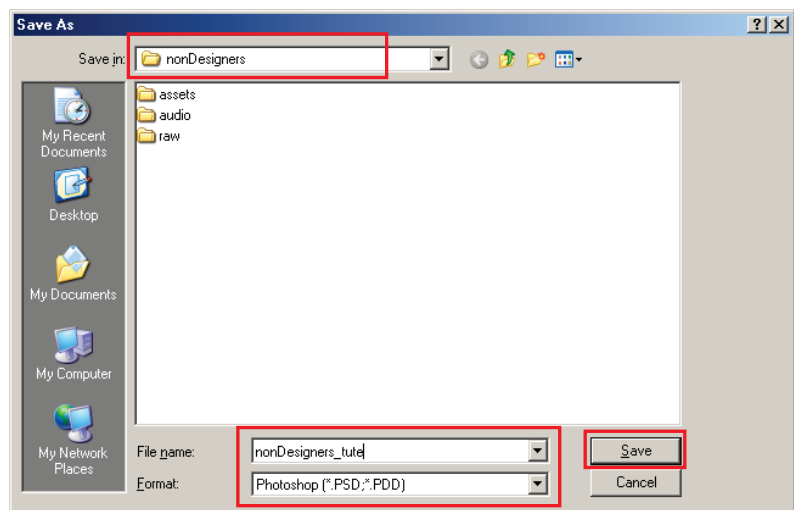 Save As
Save in:
nonDesigners
assets
audio
raw
My Recent
Documents
Desktop
My Documents
My Computer
My Network
Places
File name:
nonDesigners_tute
Save
Format:
Photoshop (*.PSD;*.PDD)
Cancel